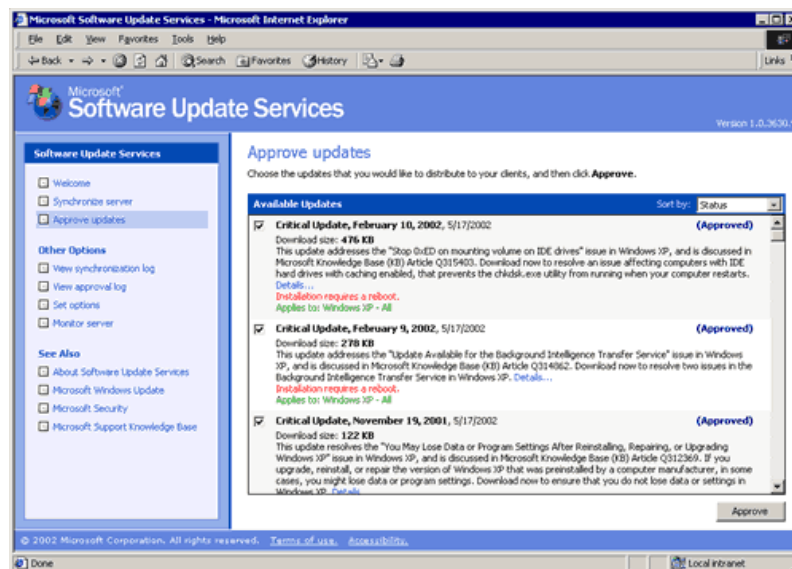 Microsoft Software Update Services - Microsoft Internet Explorer
File Edit View Favorites Tools Help
Back Search Favorites History Links
Microsoft
Software Update Services
Version 1.0.3630.
Software Update Services
Welcome
Synchronize server
Approve updates
Other Options
View synchronization log
View approval log
Set options
Monitor server
See Also
About Software Update Services
Microsoft Windows Update
Microsoft Security
Microsoft Support Knowledge Base
Approve updates
Choose the updates that you would like to distribute to your clients, and then click Approve.
Available Updates Sort by: Status
Critical Update, February 10, 2002, 5/17/2002 (Approved)
Download size: 476 KB
This update addresses the "Stop 0xED on mounting volume on IDE drives" issue in Windows XP, and is discussed in
Microsoft Knowledge Base (KB) Article Q315403. Download now to resolve an issue affecting computers with IDE
hard drives with caching enabled, that prevents the chkdsk.exe utility from running when your computer restarts.
Details...
Installation requires a reboot.
Applies to: Windows XP - All
Critical Update, February 9, 2002, 5/17/2002 (Approved)
Download size: 278 KB
This update addresses the "Update Available for the Background Intelligence Transfer Service" issue in Windows
XP, and is discussed in Microsoft Knowledge Base (KB) Article Q314862. Download now to resolve two issues in the
Background Intelligence Transfer Service in Windows XP. Details...
Installation requires a reboot.
Applies to: Windows XP - All
Critical Update, November 19, 2001, 5/17/2002 (Approved)
Download size: 122 KB
This update resolves the "You May Lose Data or Program Settings After Reinstalling, Repairing, or Upgrading
Windows XP" issue in Windows XP, and is discussed in Microsoft Knowledge Base (KB) Article Q312369. If you
upgrade, reinstall, or repair the version of Windows XP that was preinstalled by a computer manufacturer, in some
cases, you might lose data or program settings. Download now to ensure that you do not lose data or settings in
Windows XP. Details
Approve
© 2002 Microsoft Corporation. All rights reserved. Terms of use. Accessibility.
Done Local intranet